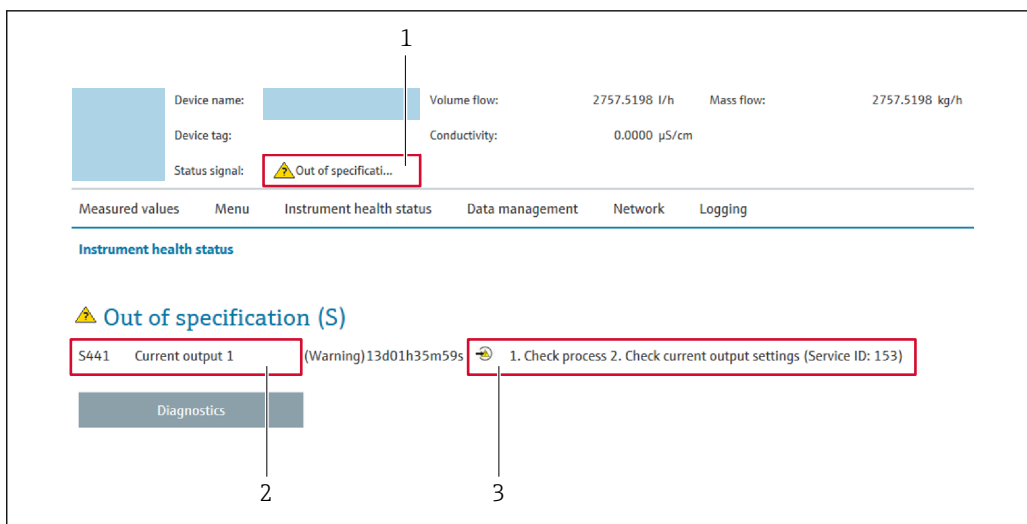 1
Device name: Volume flow: 2757.5198 l/h Mass flow: 2757.5198 kg/h
Device tag: Conductivity: 0.0000 µS/cm
Status signal: Out of specificati...
Measured values Menu Instrument health status Data management Network Logging
Instrument health status
Out of specification (S)
S441 Current output 1 (Warning)13d01h35m59s 1. Check process 2. Check current output settings (Service ID: 153)
Diagnostics
2 3